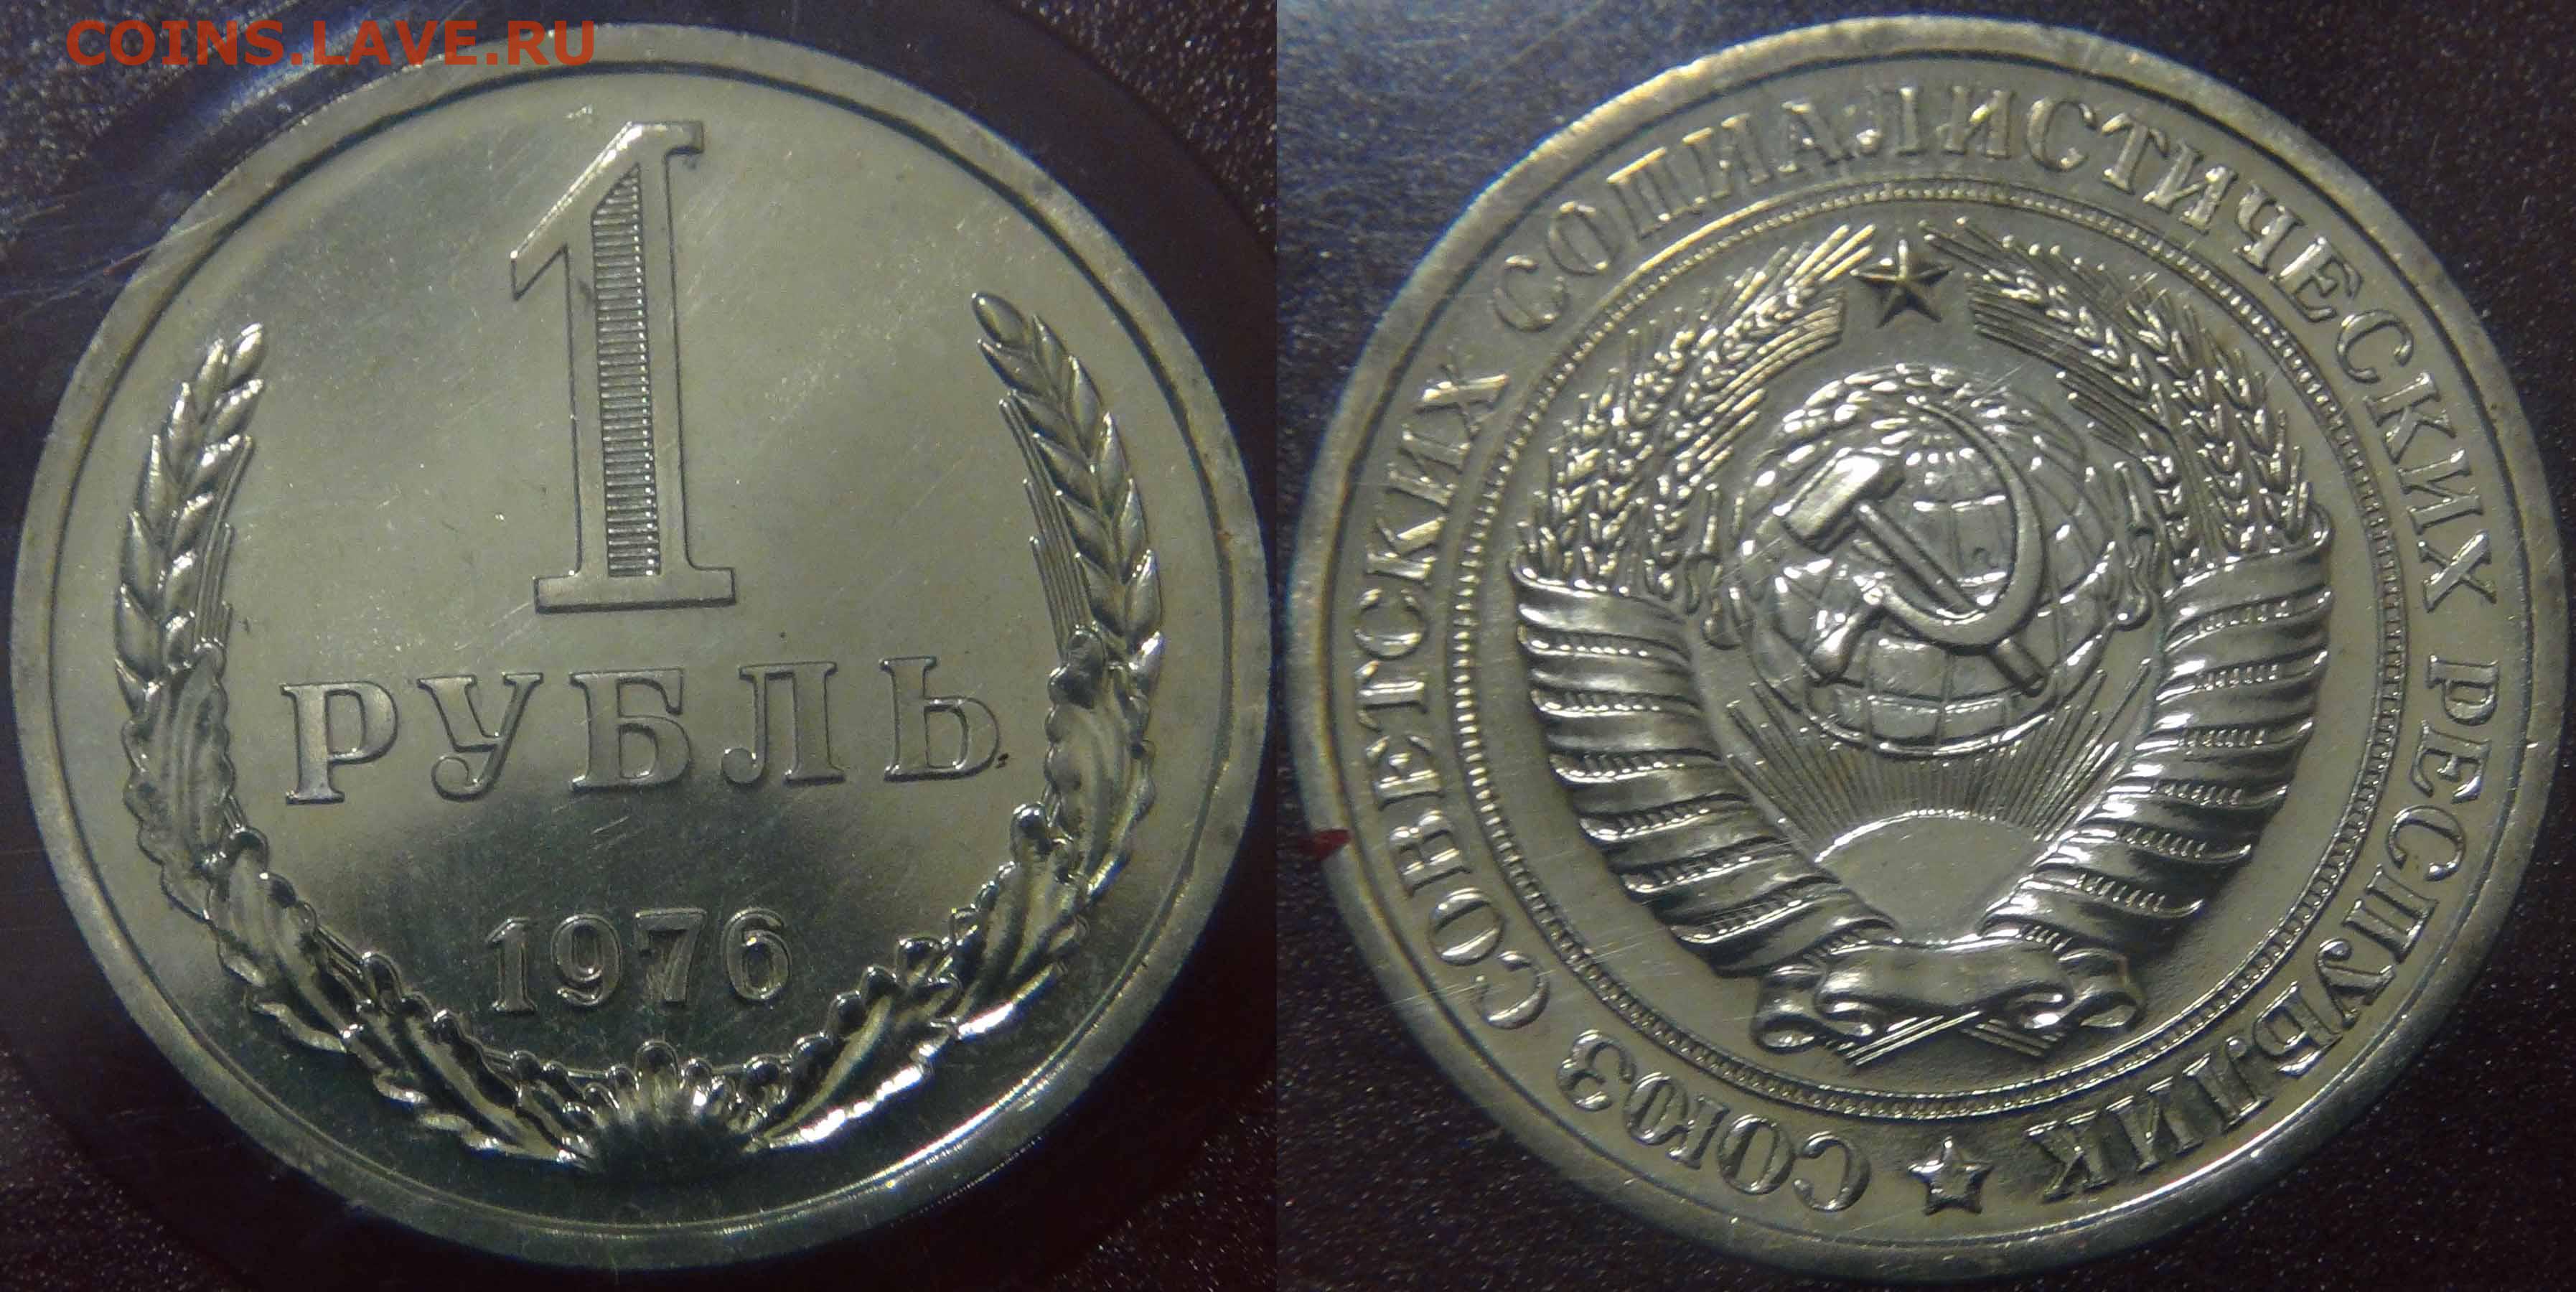 COINS.LAVE.RU
1
РУБЛЬ
1976
СОЮЗ СОВЕТСКИХ СОЦИАЛИСТИЧЕСКИХ РЕСПУБЛИК